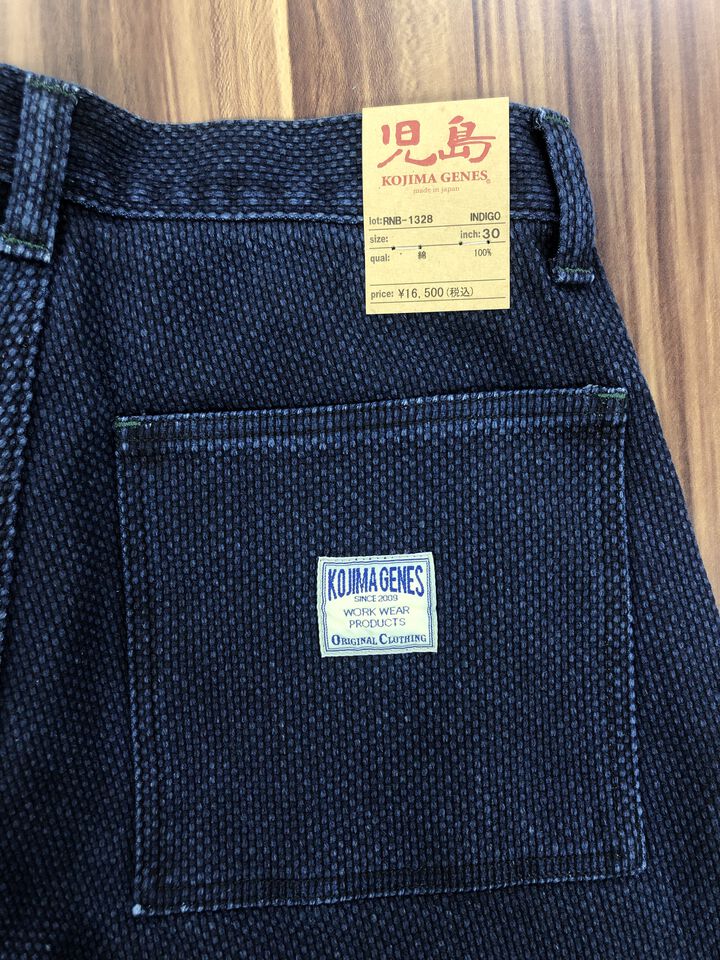 児島
KOJIMA GENES®
made in japan
lot:RNB-1328 INDIGO
size: inch:30
qual: 綿 100%
price: ¥16,500(税込)
KOJIMA GENES
SINCE 2009
WORK WEAR
PRODUCTS
ORIGINAL CLOTHING